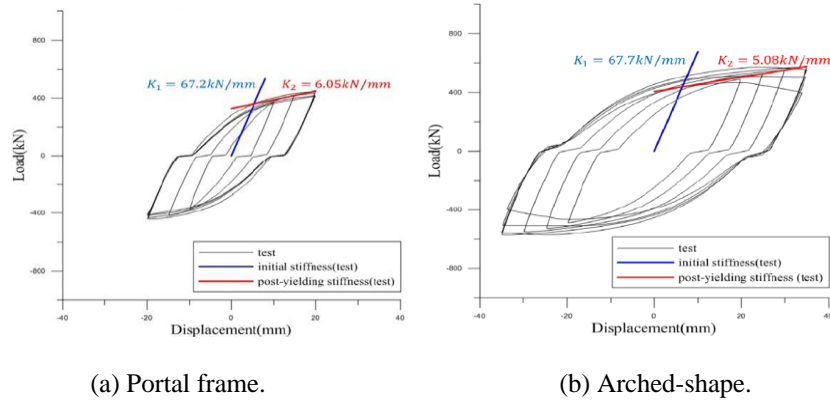 800
K₁ = 67.2kN/mm
K₂ = 6.05kN/mm
400
Load(kN)
0
-400
test
initial stiffness(test)
post-yielding stiffness(test)
-800
-40
-20
0
20
40
Displacement(mm)
(a) Portal frame.
800
K₁ = 67.7kN/mm
K₂ = 5.08kN/mm
400
Load(kN)
0
-400
test
initial stiffness(test)
post-yielding stiffness (test)
-800
-40
-20
0
20
40
Displacement(mm)
(b) Arched-shape.